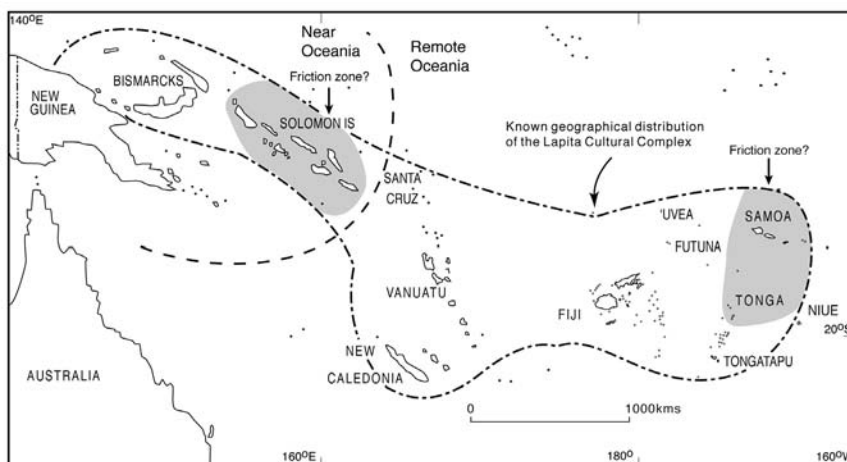 140°E
Near
Oceania
Remote
Oceania
Friction zone?
BISMARCKS
NEW
GUINEA
SOLOMON IS
Known geographical distribution
of the Lapita Cultural Complex
Friction zone?
SANTA
CRUZ
'UVEA
SAMOA
FUTUNA
VANUATU
FIJI
TONGA
NIUE
20°S
NEW
CALEDONIA
TONGATAPU
AUSTRALIA
0
1000kms
160°E
180°
160°W